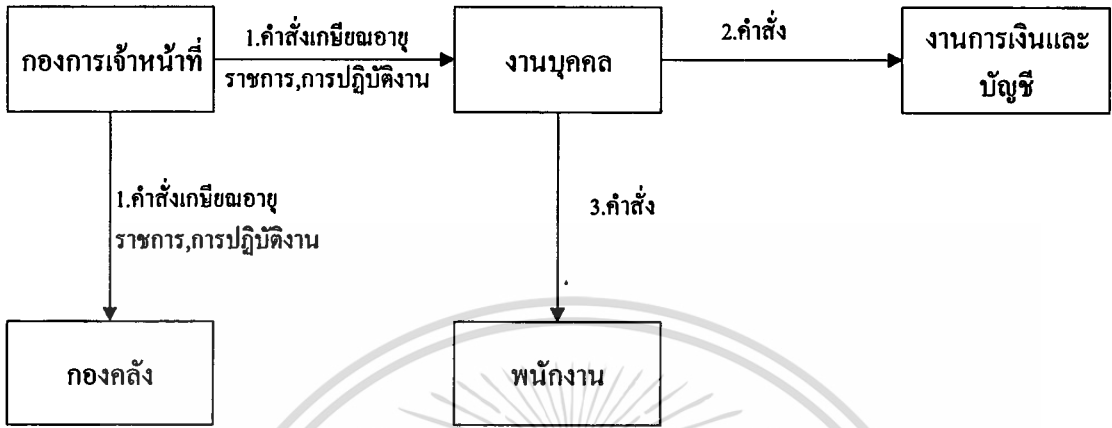 กองการเจ้าหน้าที่
1.คำสั่งเกษียณอายุ
ราชการ,การปฏิบัติงาน
งานบุคคล
2.คำสั่ง
งานการเงินและ
บัญชี
1.คำสั่งเกษียณอายุ
ราชการ,การปฏิบัติงาน
3.คำสั่ง
กองคลัง
พนักงาน